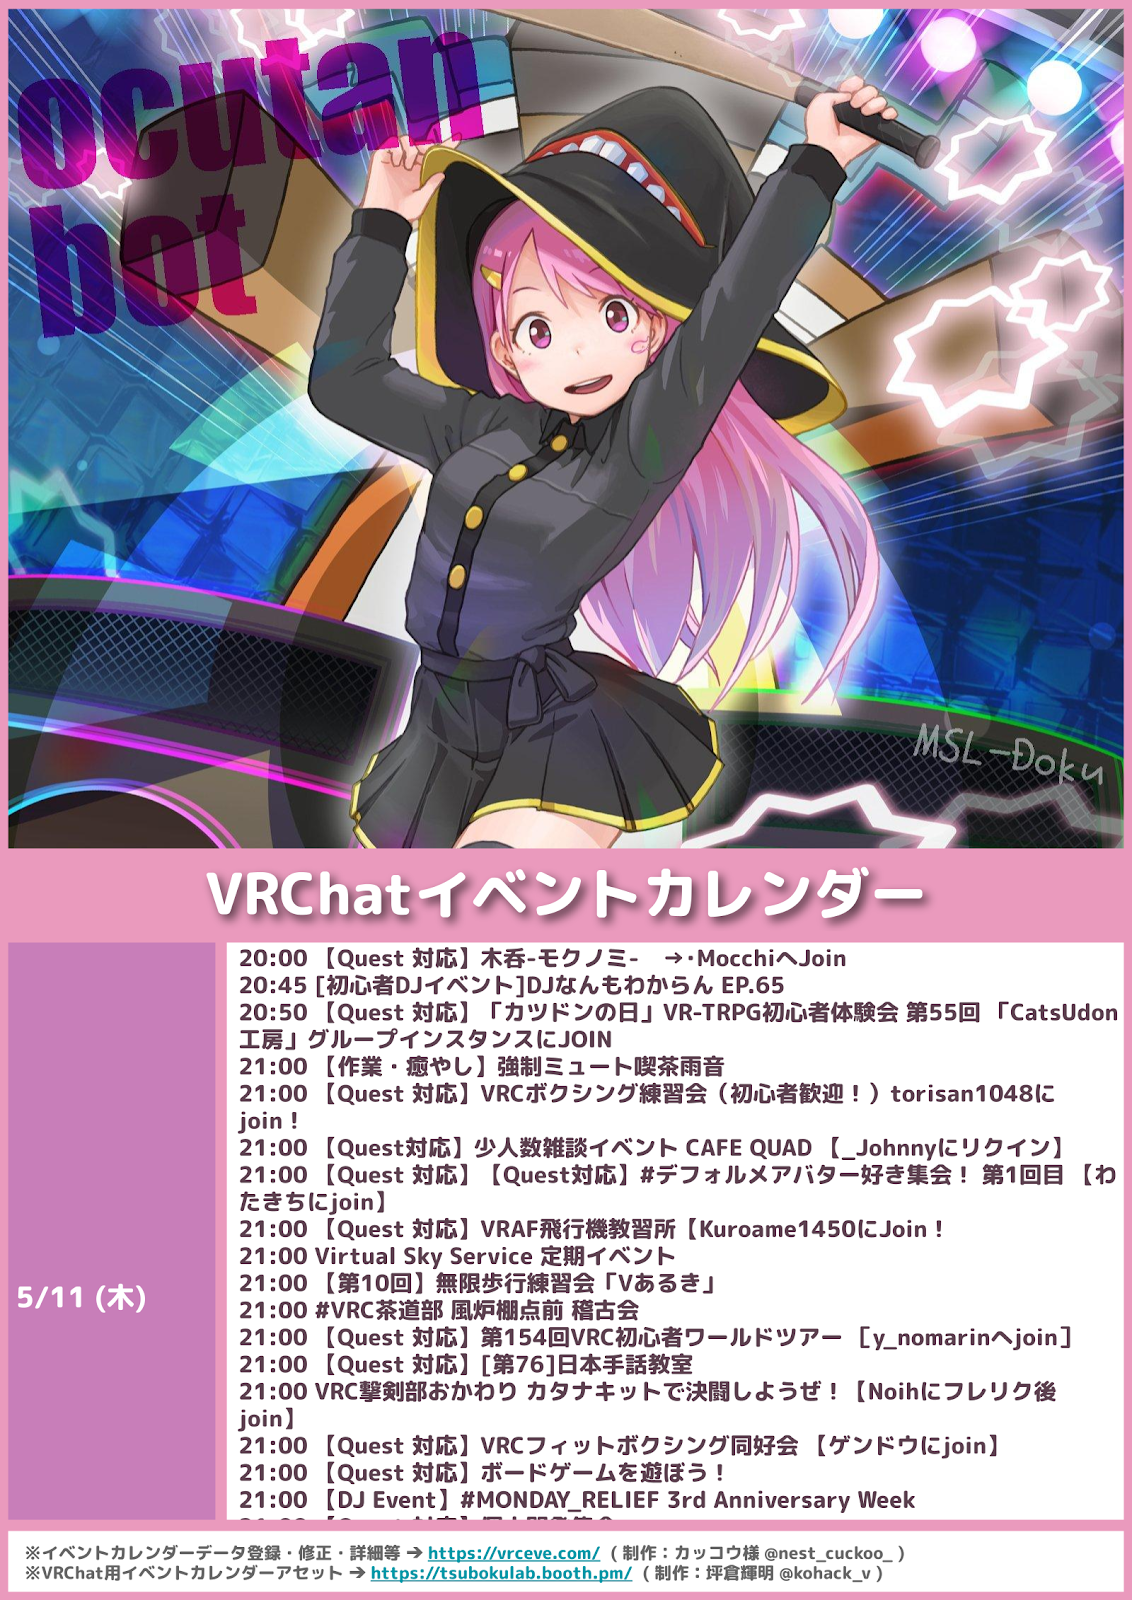 ocutan
bot
MSL-Doku
VRChatイベントカレンダー
5/11 (木)
20:00 【Quest 対応】木呑-モクノミ-　→･MocchiへJoin
20:45 [初心者DJイベント]DJなんもわからん EP.65
20:50 【Quest 対応】「カツドンの日」VR-TRPG初心者体験会 第55回 「CatsUdon
工房」グループインスタンスにJOIN
21:00 【作業・癒やし】強制ミュート喫茶雨音
21:00 【Quest 対応】VRCボクシング練習会（初心者歓迎！）torisan1048に
join！
21:00 【Quest対応】少人数雑談イベント CAFE QUAD 【_Johnnyにリクイン】
21:00 【Quest 対応】【Quest対応】#デフォルメアバター好き集会！ 第1回目 【わ
たきちにjoin】
21:00 【Quest 対応】VRAF飛行機教習所【Kuroame1450にJoin！
21:00 Virtual Sky Service 定期イベント
21:00 【第10回】無限歩行練習会「Vあるき」
21:00 #VRC茶道部 風炉棚点前 稽古会
21:00 【Quest 対応】第154回VRC初心者ワールドツアー ［y_nomarinへjoin］
21:00 【Quest 対応】[第76]日本手話教室
21:00 VRC撃剣部おかわり カタナキットで決闘しようぜ！【Noihにフレリク後
join】
21:00 【Quest 対応】VRCフィットボクシング同好会 【ゲンドウにjoin】
21:00 【Quest 対応】ボードゲームを遊ぼう！
21:00 【DJ Event】#MONDAY_RELIEF 3rd Anniversary Week
※イベントカレンダーデータ登録・修正・詳細等 ➔ https://vrceve.com/ （制作：カッコウ様 @nest_cuckoo_ ）
※VRChat用イベントカレンダーアセット ➔ https://tsubokulab.booth.pm/ （制作：坪倉輝明 @kohack_v ）